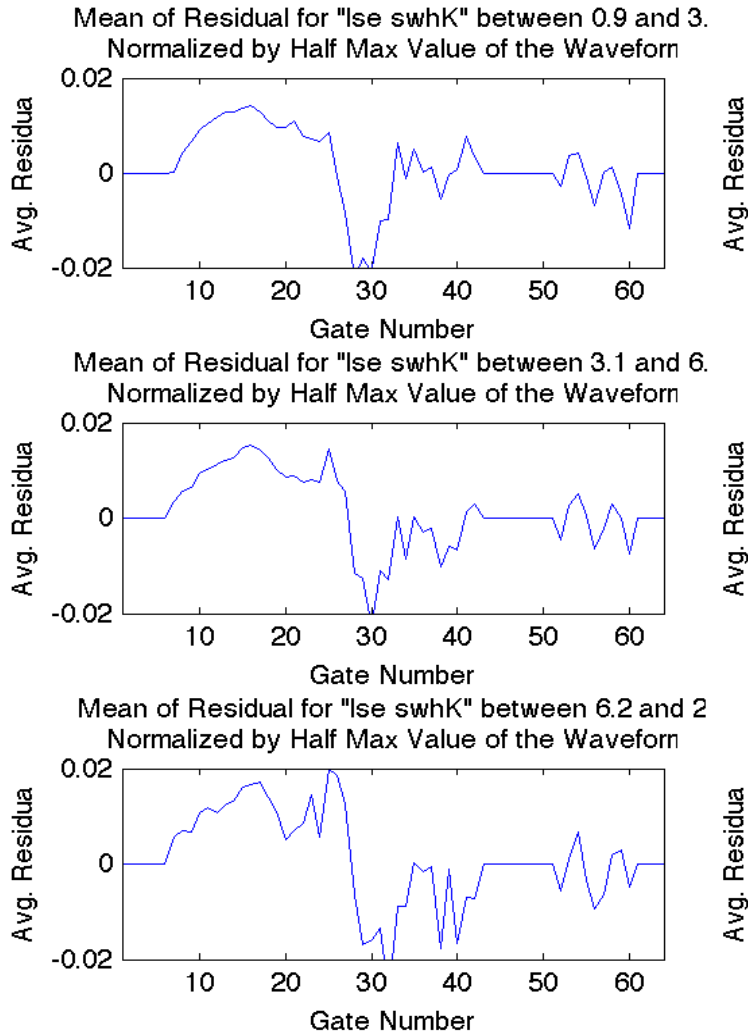 Mean of Residual for "lse swhK" between 0.9 and 3.
Normalized by Half Max Value of the Waveform
0.02
0
-0.02
Avg. Residua
Avg. Residua
10 20 30 40 50 60
Gate Number
Mean of Residual for "lse swhK" between 3.1 and 6.
Normalized by Half Max Value of the Waveform
0.02
0
-0.02
Avg. Residua
Avg. Residua
10 20 30 40 50 60
Gate Number
Mean of Residual for "lse swhK" between 6.2 and 2
Normalized by Half Max Value of the Waveform
0.02
0
-0.02
Avg. Residua
Avg. Residua
10 20 30 40 50 60
Gate Number